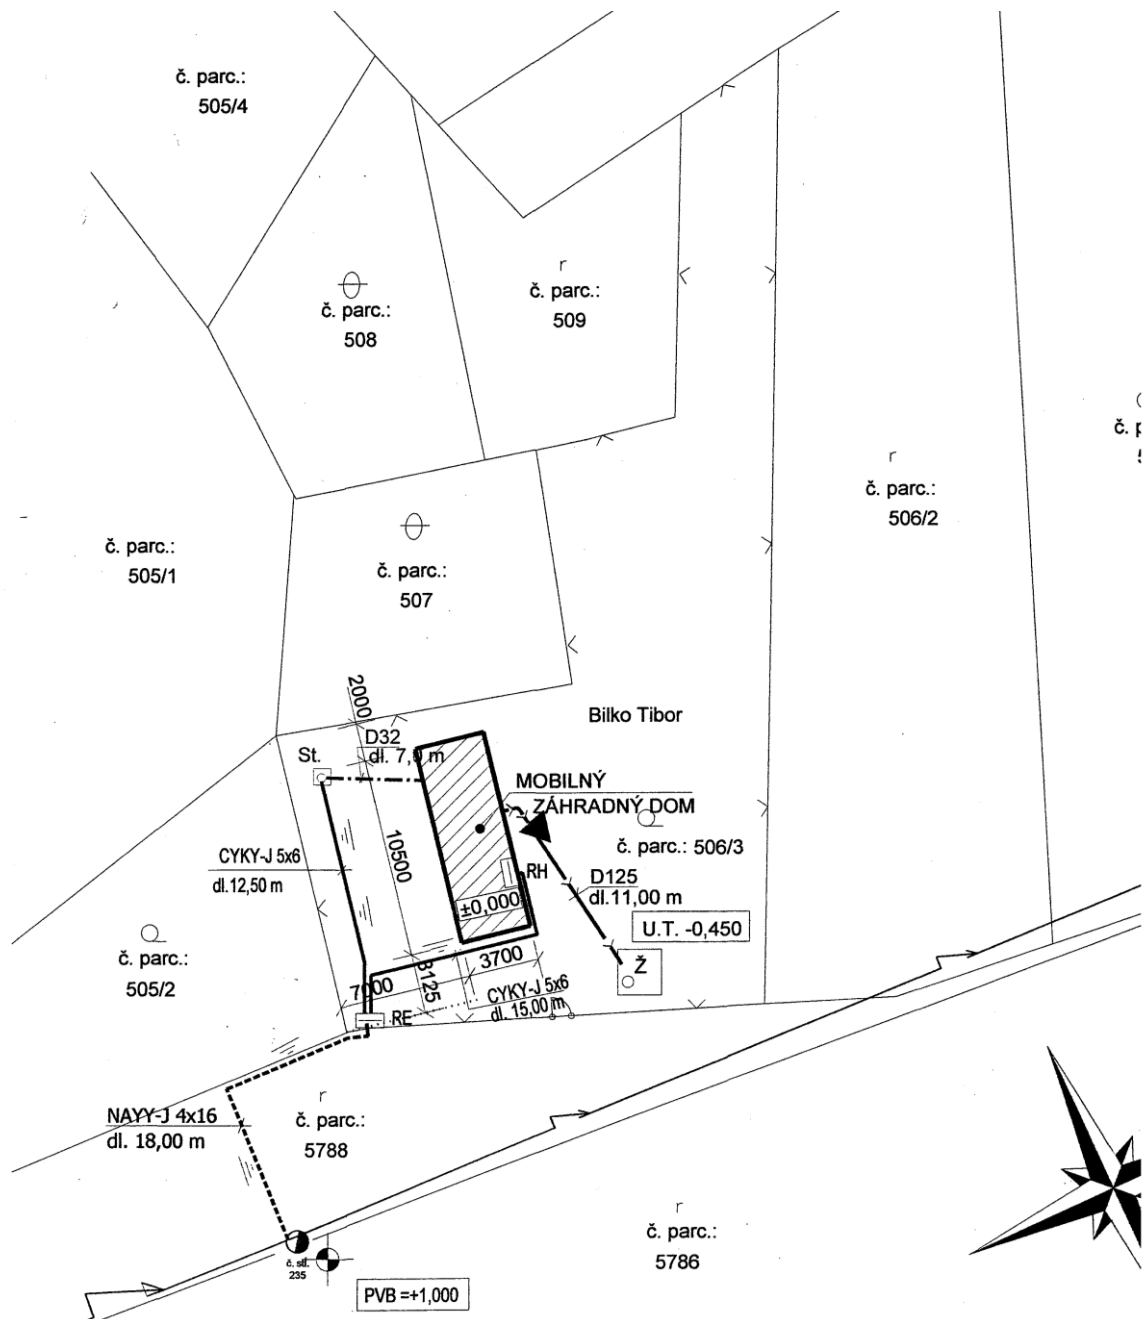 č. parc.:
505/4
č. parc.:
508
r
č. parc.:
509
r
č. parc.:
506/2
č. parc.:
505/1
č. parc.:
507
Bilko Tibor
2000
D32
dl. 7,0 m
St.
MOBILNÝ
ZÁHRADNÝ DOM
č. parc.: 506/3
10500
CYKY-J 5x6
dl.12,50 m
RH
D125
dl.11,00 m
±0,000
U.T. -0,450
Ž
č. parc.:
505/2
3700
7000
3125
CYKY-J 5x6
dl. 15,00 m
RE
NAYY-J 4x16
dl. 18,00 m
r
č. parc.:
5788
r
č. parc.:
5786
č. stl.
235
PVB =+1,000